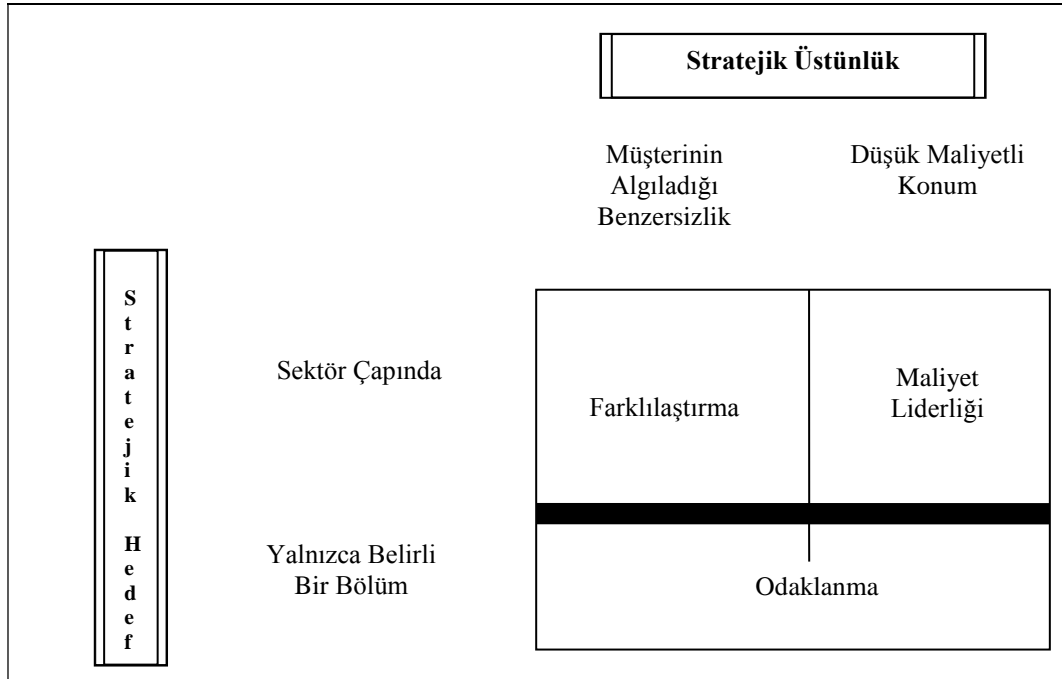 Stratejik Üstünlük
Müşterinin
Algıladığı
Benzersizlik
Düşük Maliyetli
Konum
Stratejik Hedef
Sektör Çapında
Farklılaştırma
Maliyet
Liderliği
Yalnızca Belirli
Bir Bölüm
Odaklanma